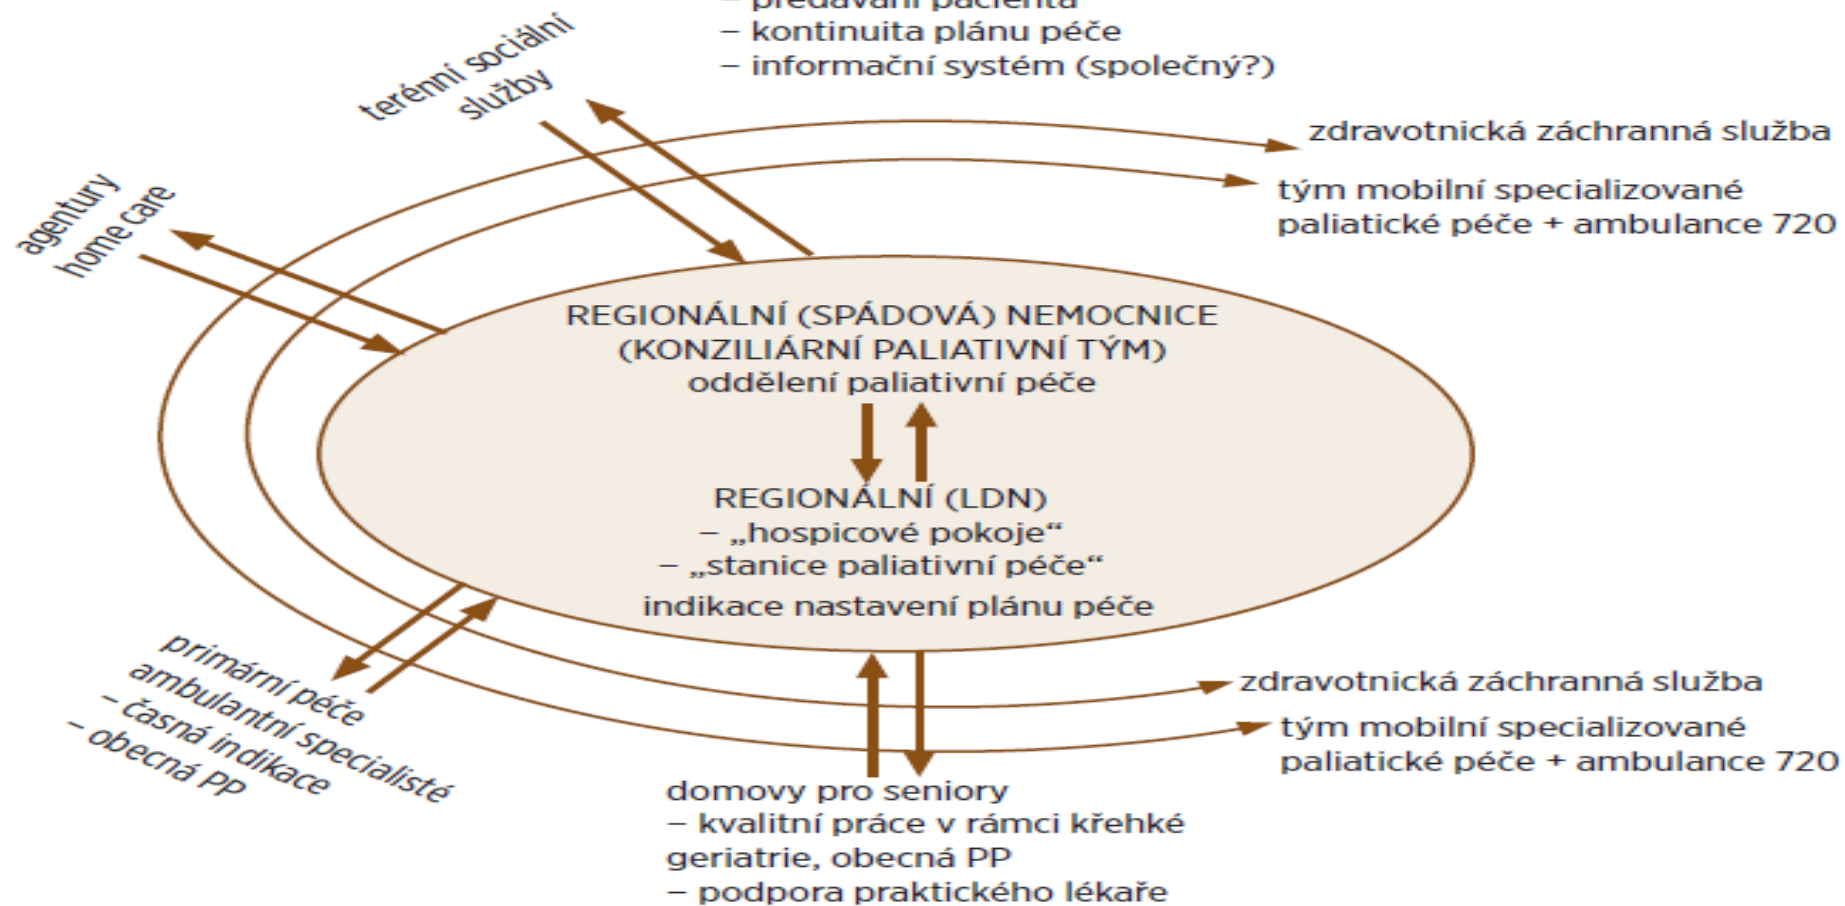 – předávání pacienta
– kontinuita plánu péče
– informační systém (společný?)
terénní sociální
služby
zdravotnická záchranná služba
tým mobilní specializované
paliatické péče + ambulance 720
agentury
home care
REGIONÁLNÍ (SPÁDOVÁ) NEMOCNICE
(KONZILIÁRNÍ PALIATIVNÍ TÝM)
oddělení paliativní péče
REGIONÁLNÍ (LDN)
– „hospicové pokoje“
– „stanice paliativní péče“
indikace nastavení plánu péče
primární péče
ambulantní specialisté
– časná indikace
– obecná PP
zdravotnická záchranná služba
tým mobilní specializované
paliatické péče + ambulance 720
domovy pro seniory
– kvalitní práce v rámci křehké
geriatrie, obecná PP
– podpora praktického lékaře